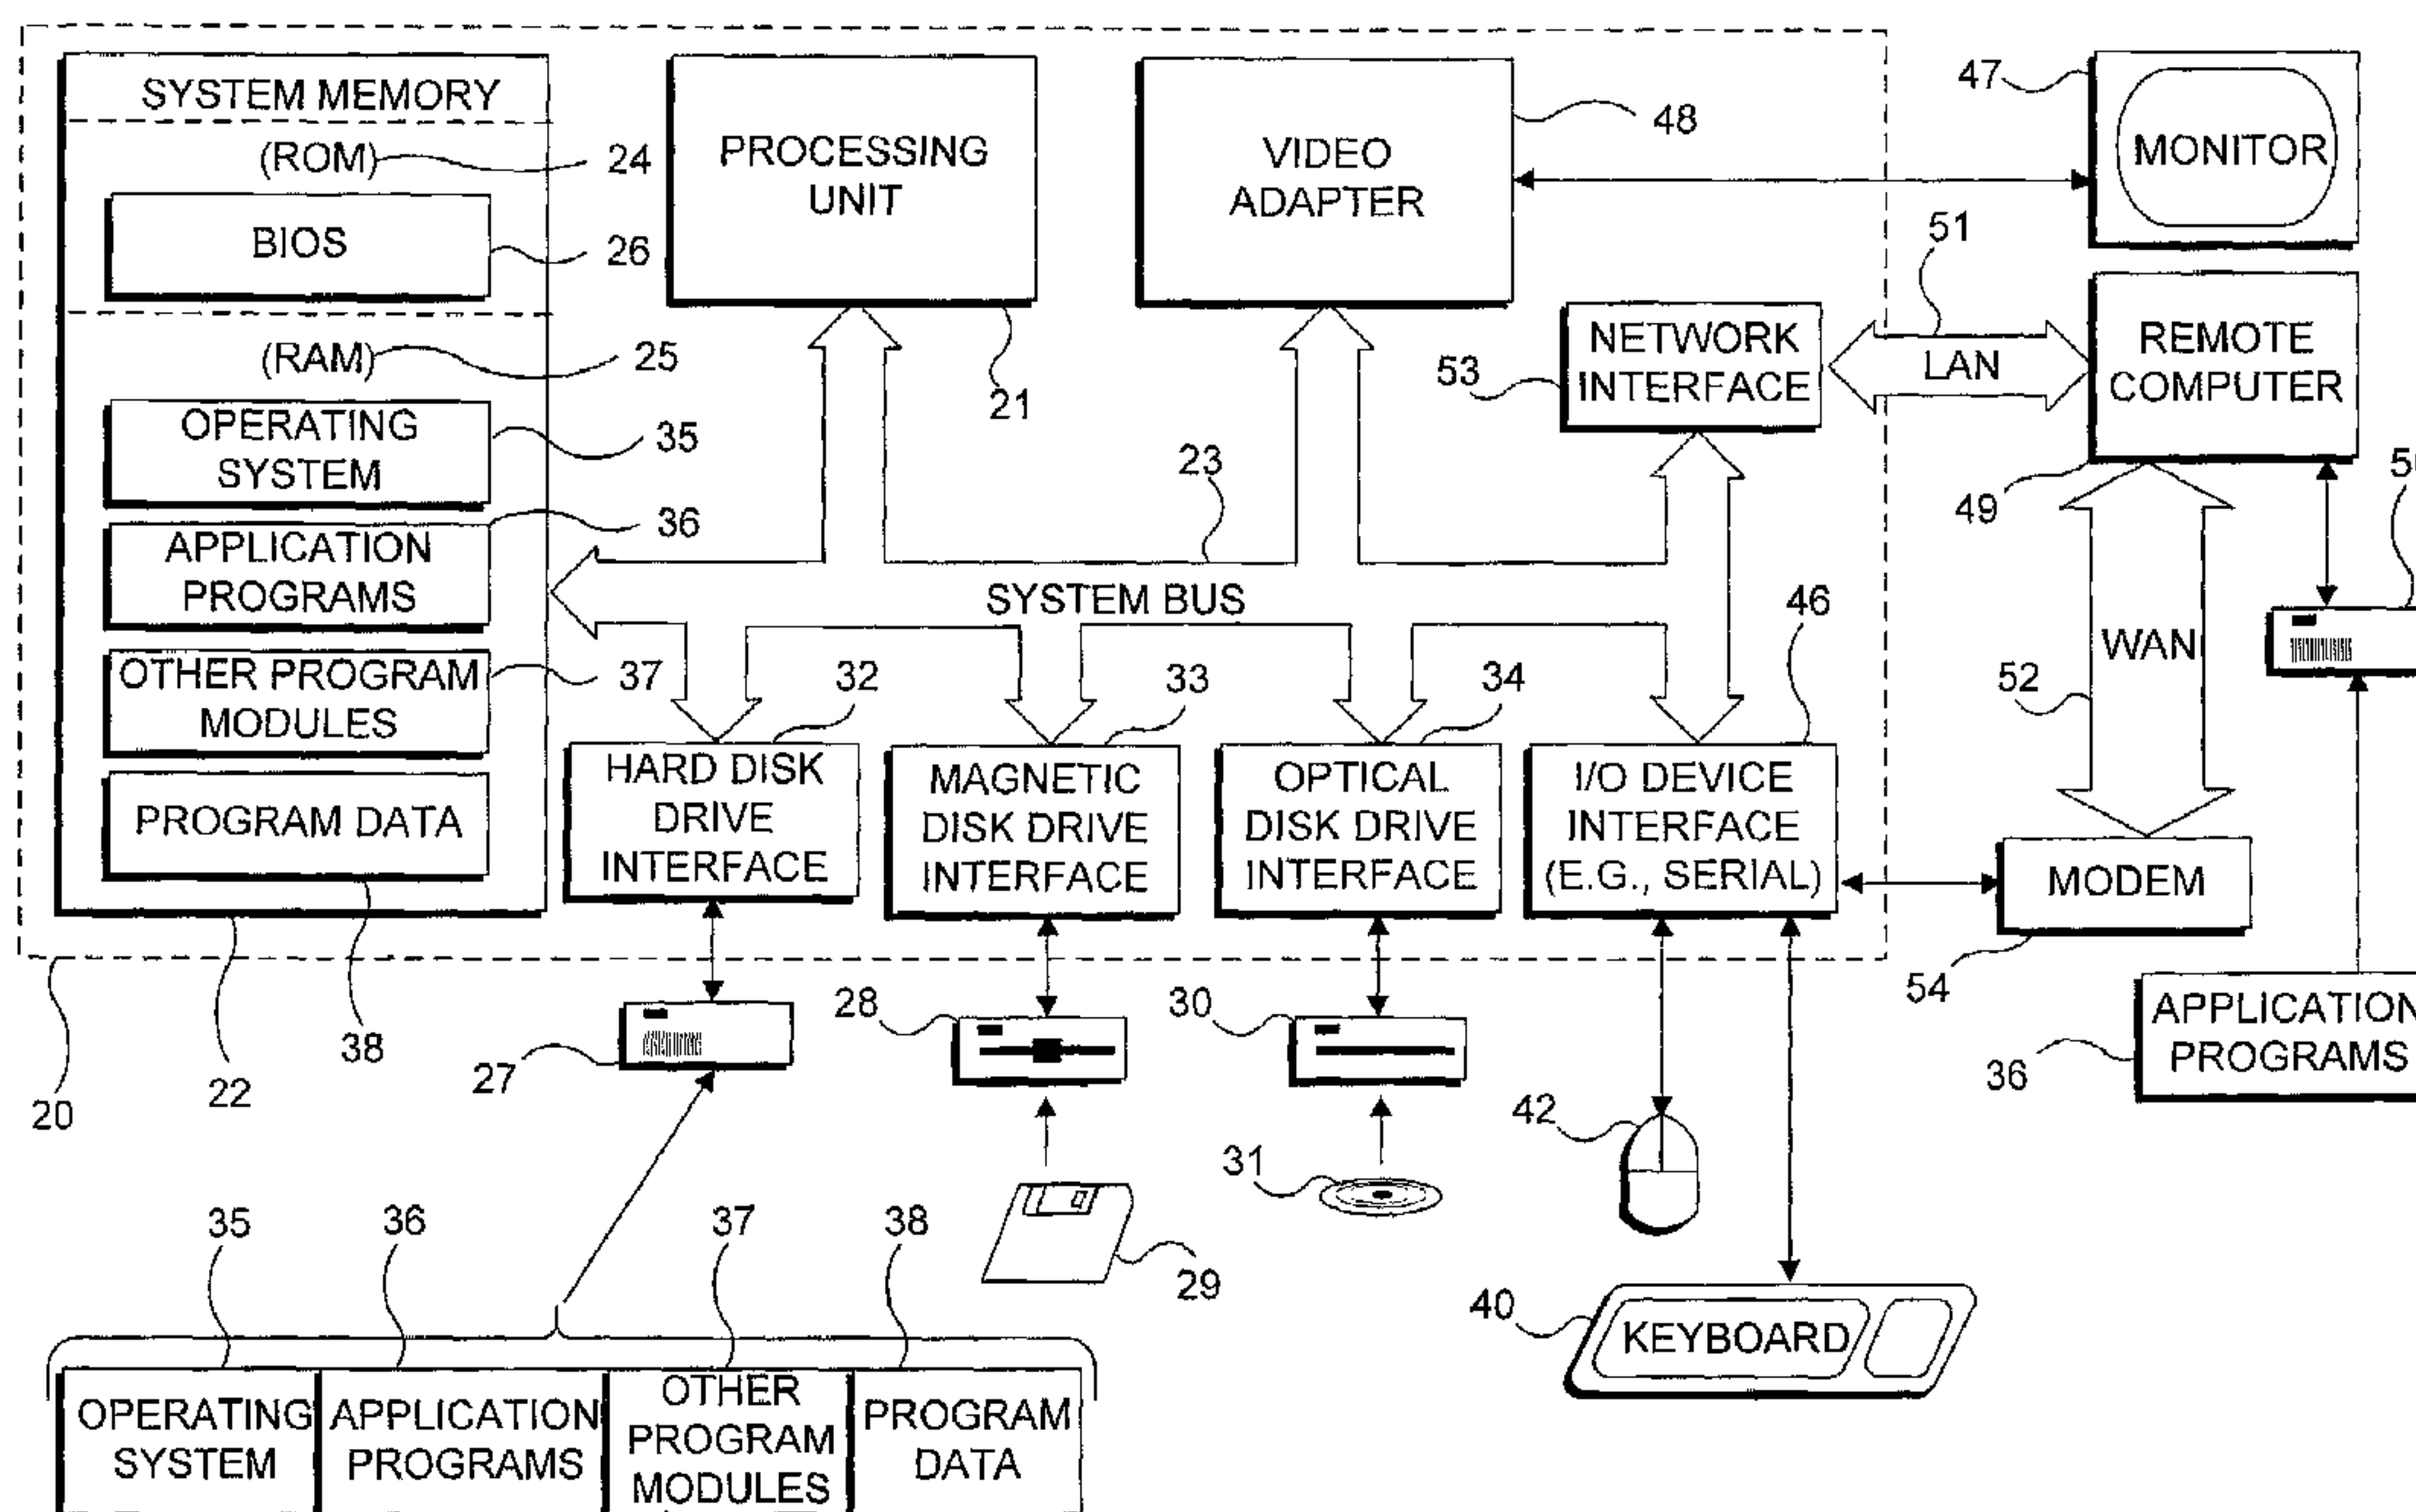 SYSTEM MEMORY
(ROM)
24
BIOS
26
(RAM)
25
OPERATING
SYSTEM
35
APPLICATION
PROGRAMS
36
OTHER PROGRAM
MODULES
37
PROGRAM DATA
38
22
20
PROCESSING
UNIT
21
VIDEO
ADAPTER
48
47
MONITOR
NETWORK
INTERFACE
53
51
LAN
REMOTE
COMPUTER
49
23
SYSTEM BUS
32
HARD DISK
DRIVE
INTERFACE
33
MAGNETIC
DISK DRIVE
INTERFACE
34
OPTICAL
DISK DRIVE
INTERFACE
46
I/O DEVICE
INTERFACE
(E.G., SERIAL)
WAN
52
MODEM
54
APPLICATION
PROGRAMS
36
27
28
29
30
31
42
40
KEYBOARD
35
36
37
38
OPERATING
SYSTEM
APPLICATION
PROGRAMS
OTHER
PROGRAM
MODULES
PROGRAM
DATA